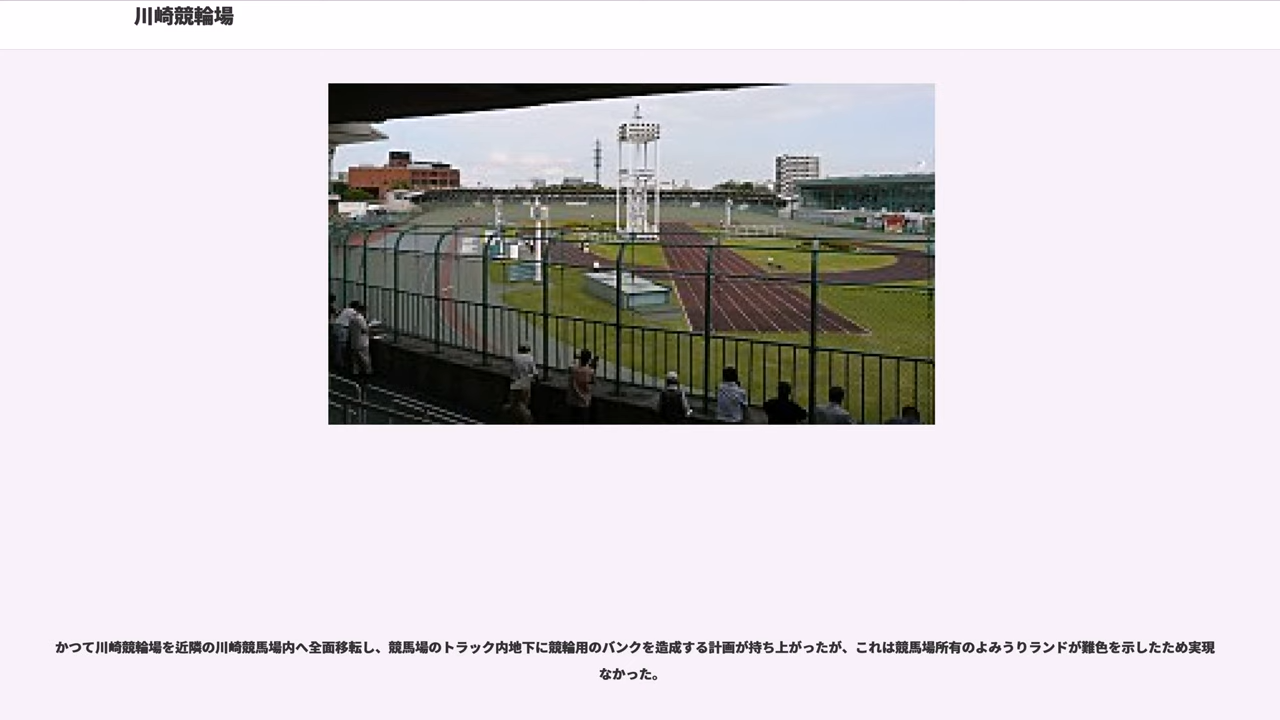 川崎競輪場
かつて川崎競輪場を近隣の川崎競馬場内へ全面移転し、競馬場のトラック内地下に競輪用のバンクを造成する計画が持ち上がったが、これは競馬場所有のよみうりランドが難色を示したため実現
なかった。